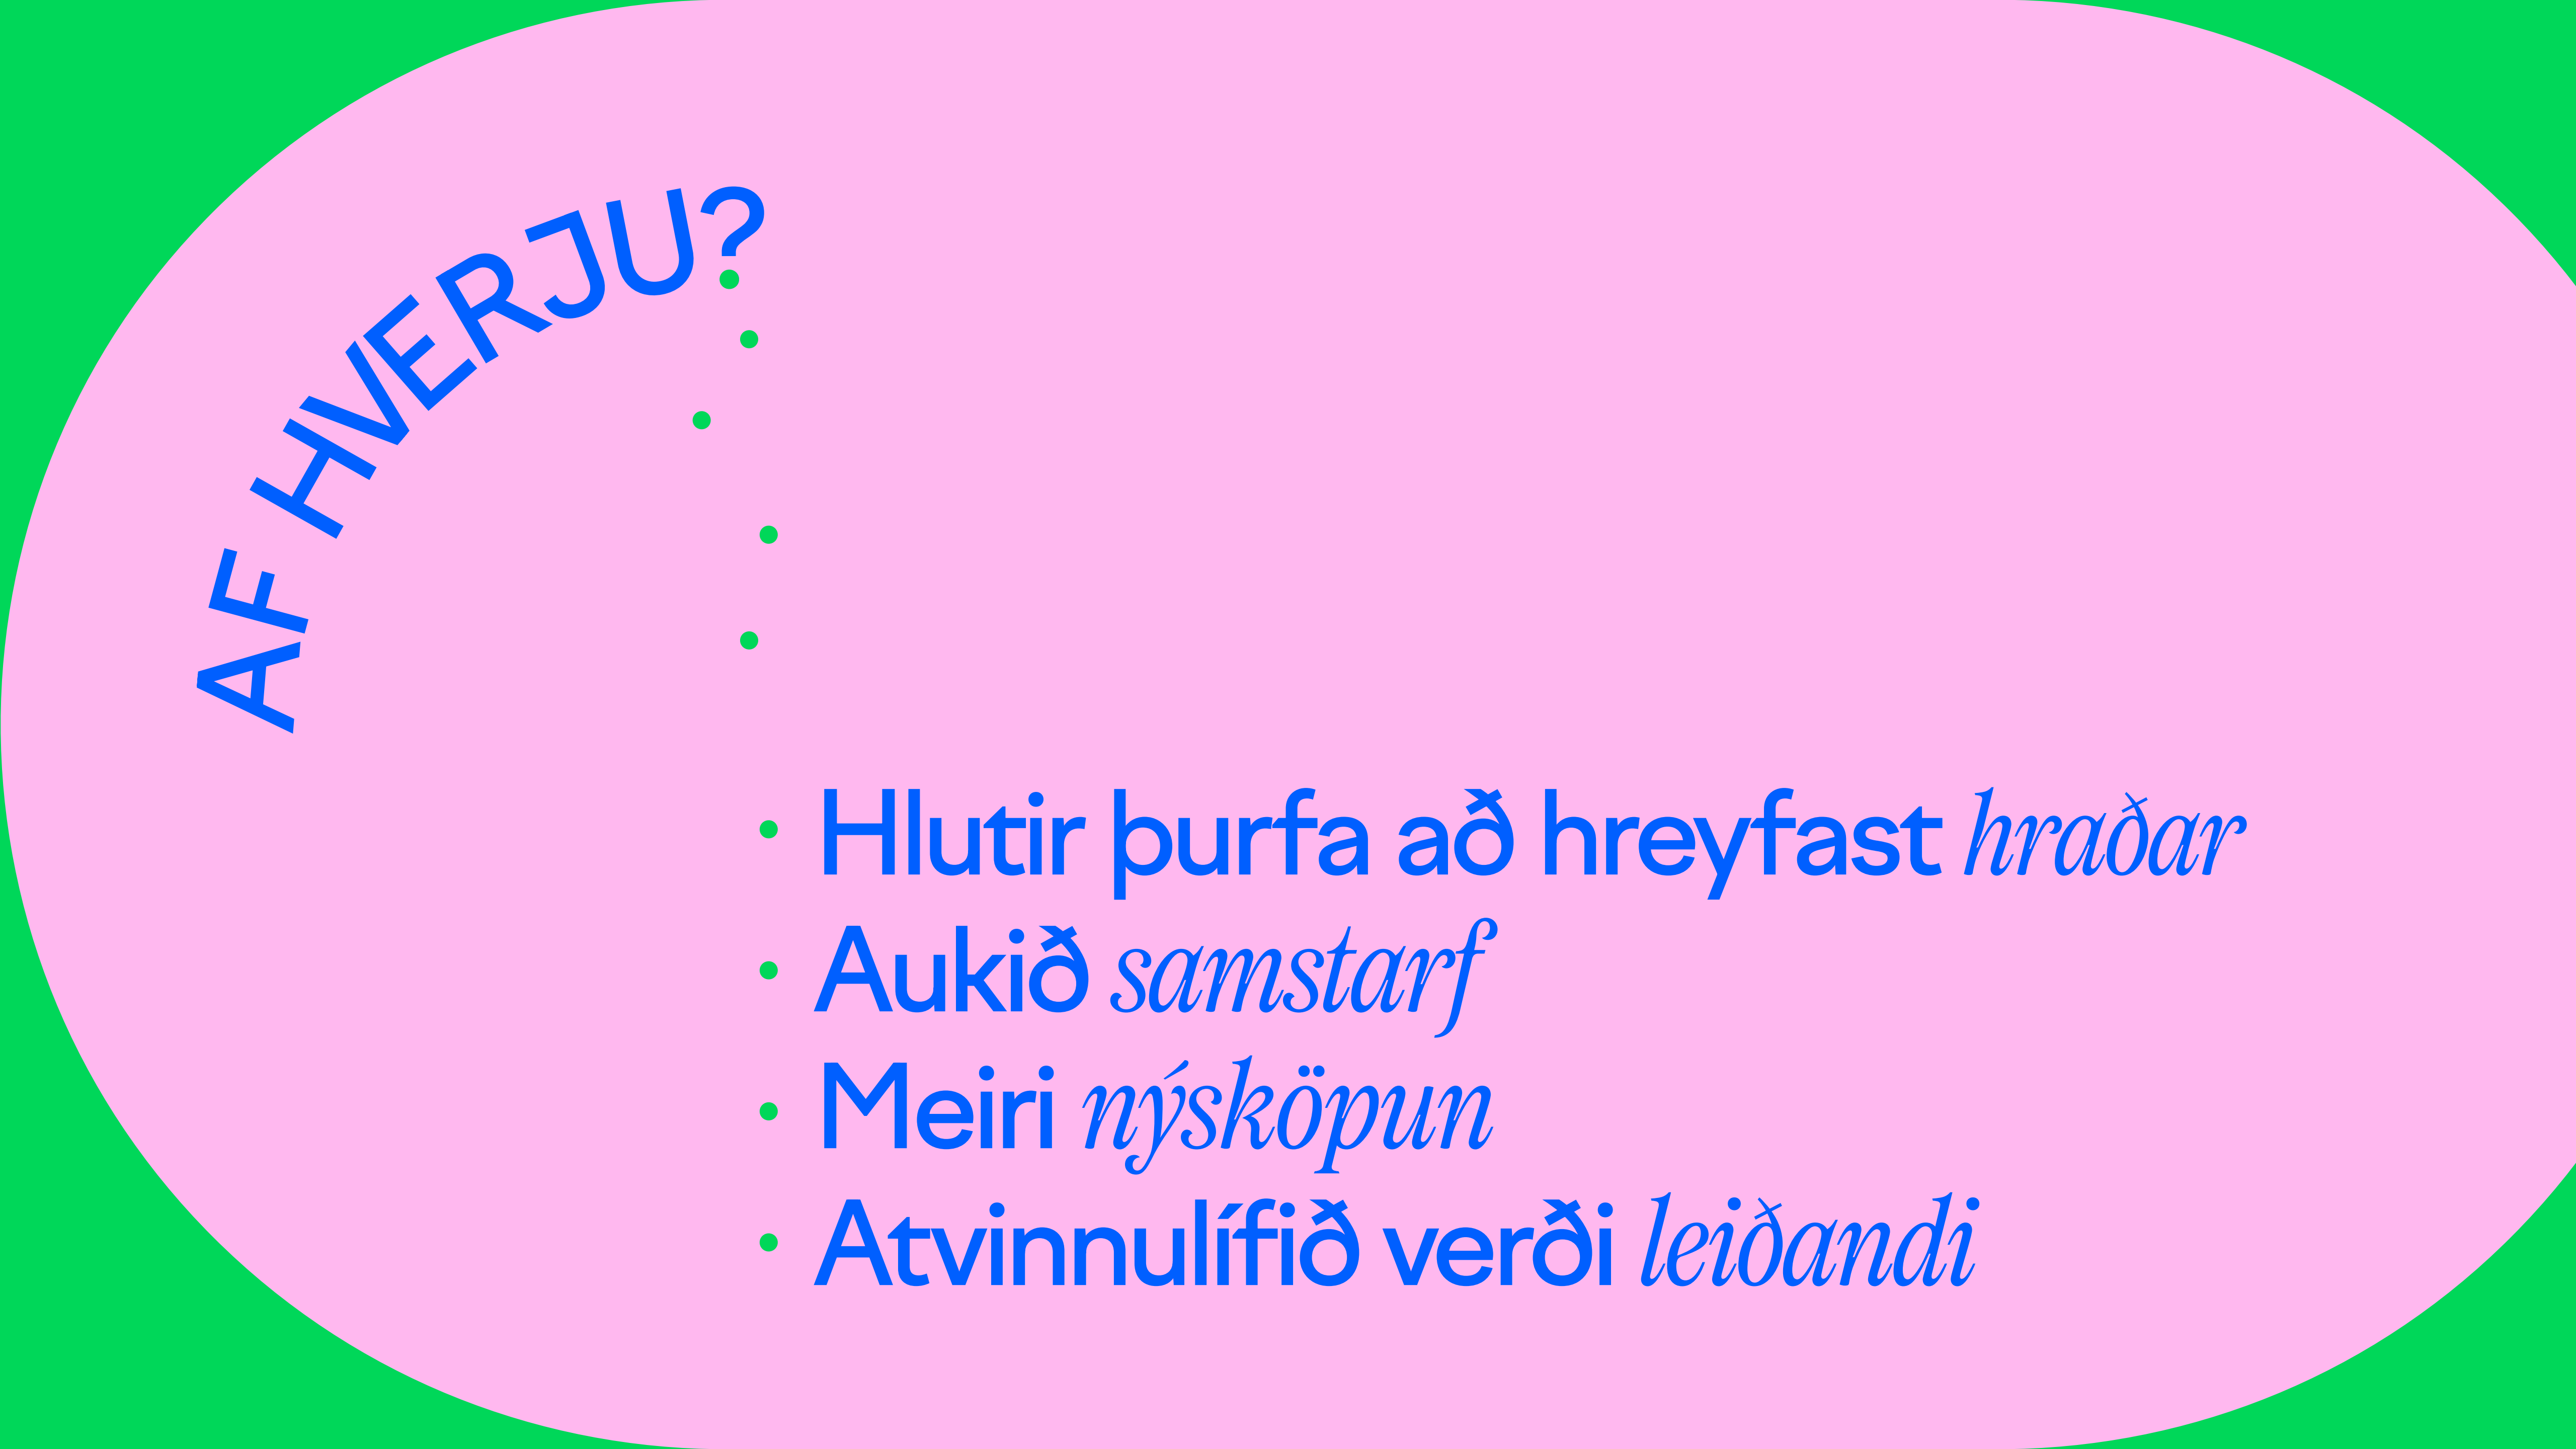 AF HVERJU?
Hlutir þurfa að hreyfast hraðar
Aukið samstarf
Meiri nýsköpun
Atvinnulífið verði leiðandi